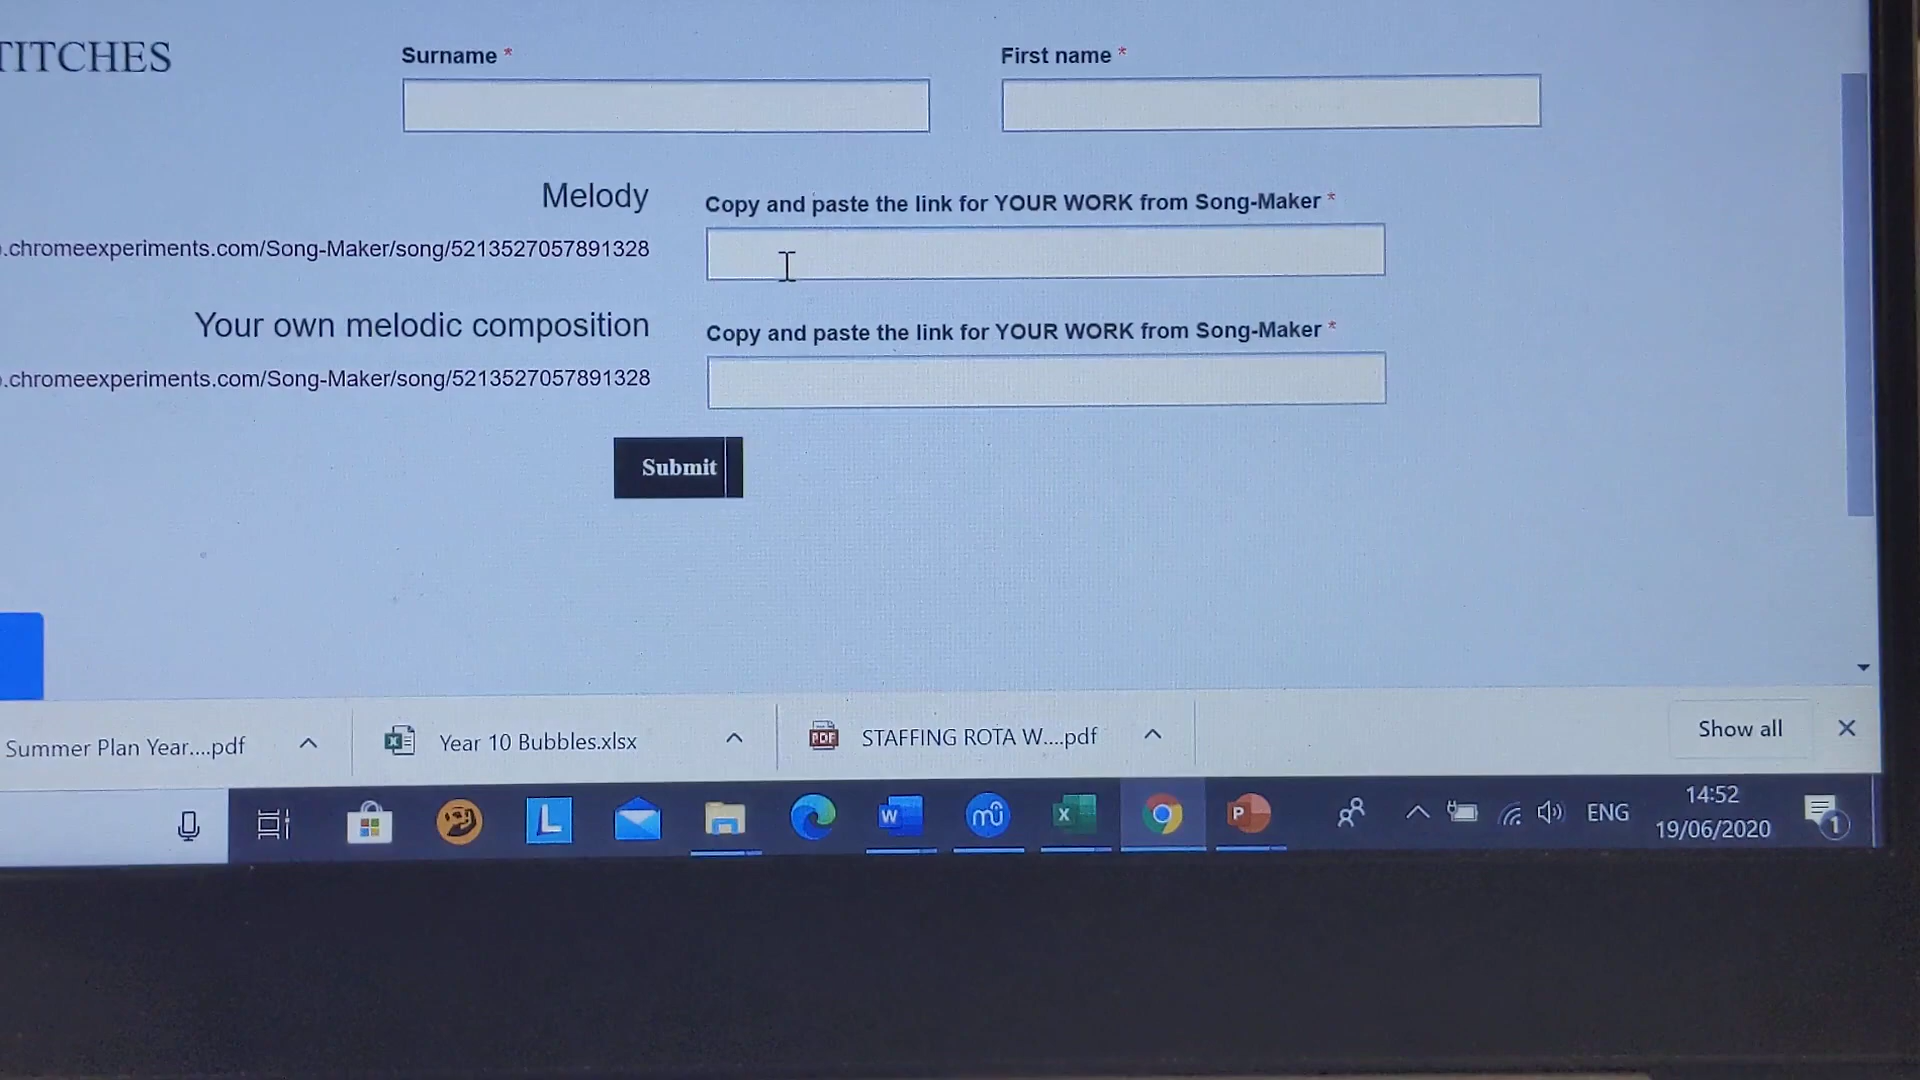 TITCHES
Surname *
First name *
Melody
Copy and paste the link for YOUR WORK from Song-Maker *
.chromeexperiments.com/Song-Maker/song/5213527057891328
Your own melodic composition
Copy and paste the link for YOUR WORK from Song-Maker *
.chromeexperiments.com/Song-Maker/song/5213527057891328
Submit
Summer Plan Year....pdf
Year 10 Bubbles.xlsx
PDF
STAFFING ROTA W....pdf
Show all
L
W
mû
X
P
ENG
14:52
19/06/2020
1